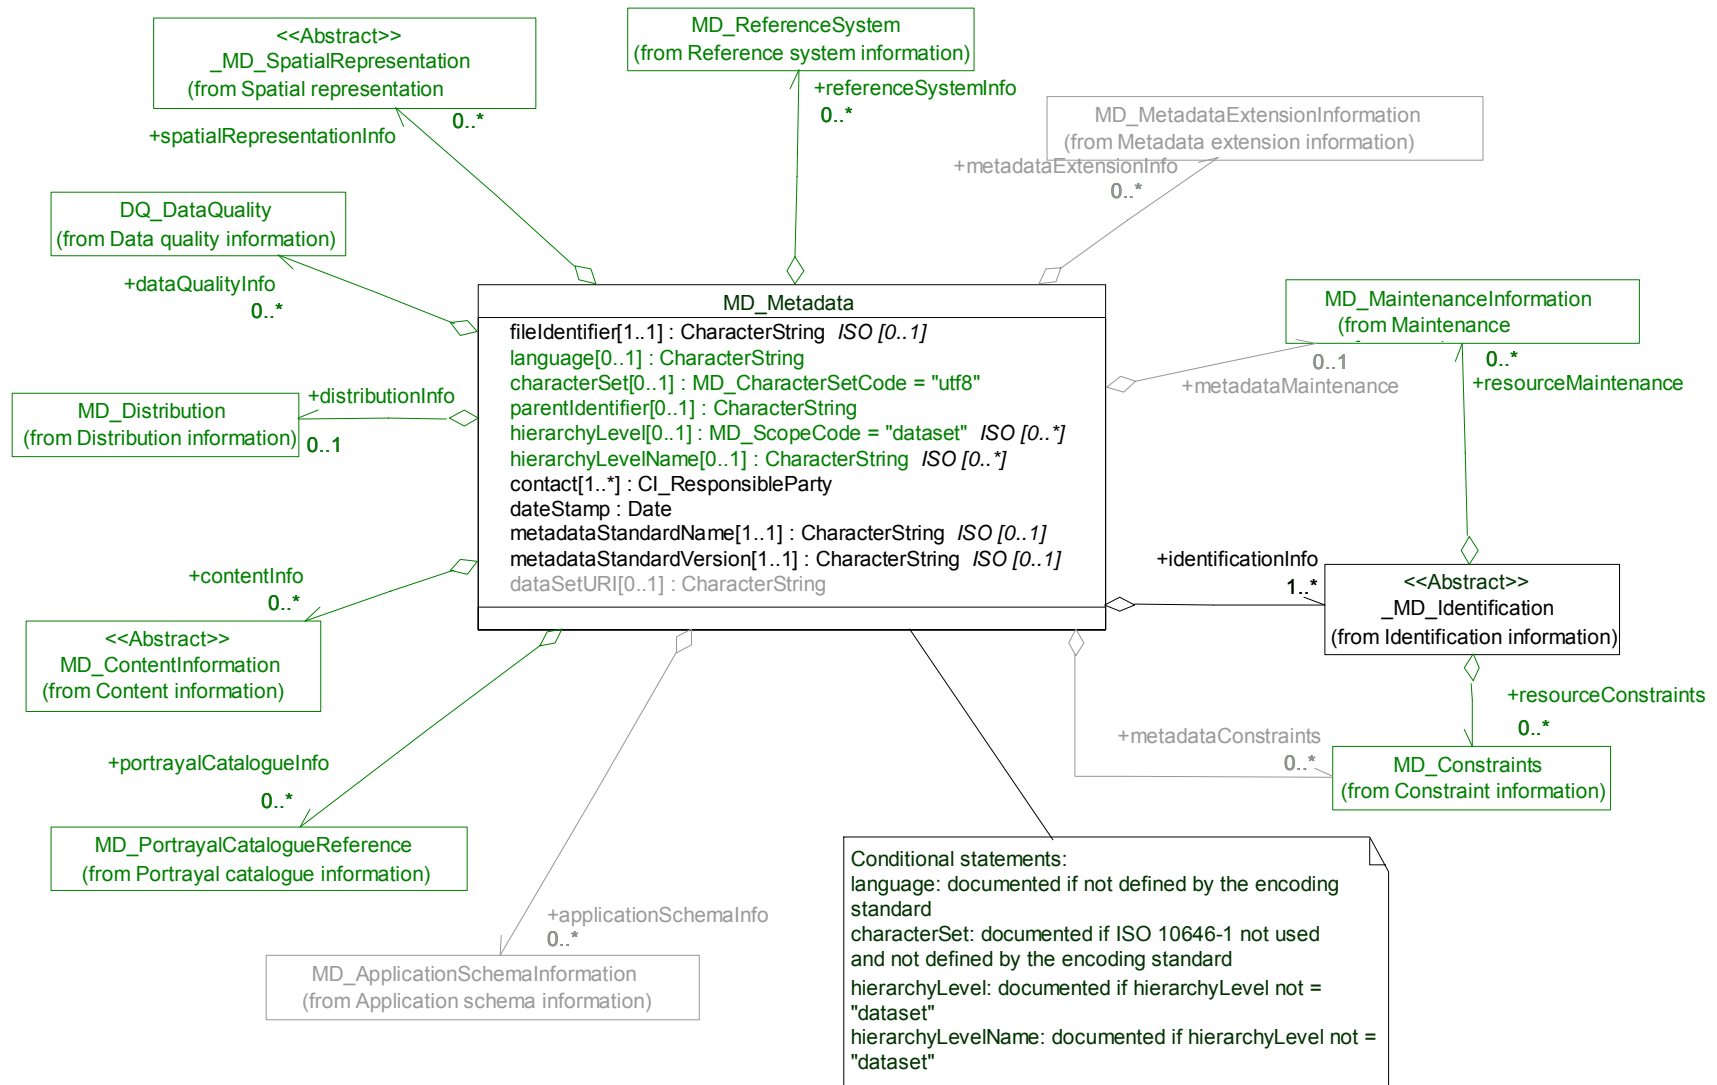 <<Abstract>>
_MD_SpatialRepresentation
(from Spatial representation
0..*
+spatialRepresentationInfo
MD_ReferenceSystem
(from Reference system information)
+referenceSystemInfo
0..*
MD_MetadataExtensionInformation
(from Metadata extension information)
+metadataExtensionInfo
0..*
DQ_DataQuality
(from Data quality information)
+dataQualityInfo
0..*
MD_Metadata
fileIdentifier[1..1] : CharacterString ISO [0..1]
language[0..1] : CharacterString
characterSet[0..1] : MD_CharacterSetCode = "utf8"
parentIdentifier[0..1] : CharacterString
hierarchyLevel[0..1] : MD_ScopeCode = "dataset" ISO [0..*]
hierarchyLevelName[0..1] : CharacterString ISO [0..*]
contact[1..*] : CI_ResponsibleParty
dateStamp : Date
metadataStandardName[1..1] : CharacterString ISO [0..1]
metadataStandardVersion[1..1] : CharacterString ISO [0..1]
dataSetURI[0..1] : CharacterString
MD_MaintenanceInformation
(from Maintenance
0..1
+metadataMaintenance
0..*
+resourceMaintenance
+distributionInfo
MD_Distribution
(from Distribution information)
0..1
+identificationInfo
1..*
<<Abstract>>
_MD_Identification
(from Identification information)
+contentInfo
0..*
<<Abstract>>
MD_ContentInformation
(from Content information)
+resourceConstraints
0..*
+metadataConstraints
0..*
MD_Constraints
(from Constraint information)
+portrayalCatalogueInfo
0..*
MD_PortrayalCatalogueReference
(from Portrayal catalogue information)
+applicationSchemaInfo
0..*
MD_ApplicationSchemaInformation
(from Application schema information)
Conditional statements:
language: documented if not defined by the encoding
standard
characterSet: documented if ISO 10646-1 not used
and not defined by the encoding standard
hierarchyLevel: documented if hierarchyLevel not =
"dataset"
hierarchyLevelName: documented if hierarchyLevel not =
"dataset"